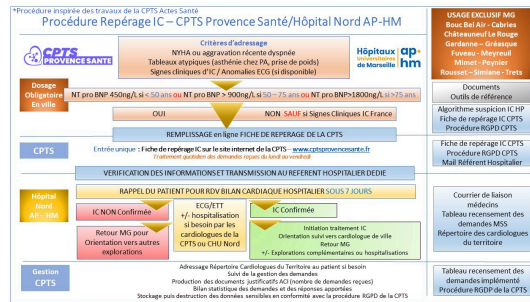 *Procédure inspirée des travaux de la CPTS Actes Santé
Procédure Repérage IC – CPTS Provence Santé/Hôpital Nord AP-HM
CPTS
PROVENCE SANTÉ
Critères d'adressage
NYHA ou aggravation récente dyspnée
Tableaux atypiques (asthénie chez PA, prise de poids)
Signes cliniques d'IC / Anomalies ECG (si disponible)
Hôpitaux
Universitaires
de Marseille
ap·
hm
USAGE EXCLUSIF MG
Bouc Bel Air - Cabries
Châteauneuf Le Rouge
Gardanne – Gréasque
Fuveau - Meyreuil
Mimet - Peynier
Rousset – Simiane - Trets
Dosage
Obligatoire
En ville
NT pro BNP 450ng/L si < 50 ans ou NT pro BNP > 900ng/L si 50 – 75 ans ou NT proBNP>1800ng/L si >75 ans
OUI
NON SAUF si Signes Cliniques IC France
REMPLISSAGE en ligne FICHE DE REPERAGE DE LA CPTS
Documents
Outils de référence
Algorithme suspicion IC HP
Fiche de repérage IC CPTS
Procédure RGPD CPTS
CPTS
Entrée unique : Fiche de repérage IC sur le site internet de la CPTS – www.cptsprovencesante.fr
Traitement quotidien des demandes reçues du lundi au vendredi
Fiche de repérage IC CPTS
Procédure RGPD CPTS
Mail Référent Hospitalier
Hôpital
Nord
AP - HM
VERIFICATION DES INFORMATIONS ET TRANSMISSION AU REFERENT HOSPITALIER DEDIE
RAPPEL DU PATIENT POUR RDV BILAN CARDIAQUE HOSPITALIER SOUS 7 JOURS
IC NON Confirmée
Retour MG pour
Orientation vers autres
explorations
ECG/ETT
+/- hospitalisation
si besoin par les
cardiologues de la
CPTS ou CHU Nord
IC Confirmée
Initiation traitement IC
Orientation suivi vers cardiologue de ville
Retour MG
+/- Explorations complémentaires ou hospitalisations
Courrier de liaison
médecins
Tableau recensement des
demandes MSS
Répertoire des cardiologues
du territoire
Gestion
CPTS
Adressage Répertoire Cardiologues du Territoire au patient si besoin
Suivi de la gestion des demandes
Production des documents justificatifs ACI (nombre de demandes reçues)
Bilan statistique des demandes et des réponses apportées
Stockage puis destruction des données sensibles en conformité avec la procédure RGPD de la CPTS
Tableau recensement des
demandes implémenté
Procédure RGPD de la CPTS